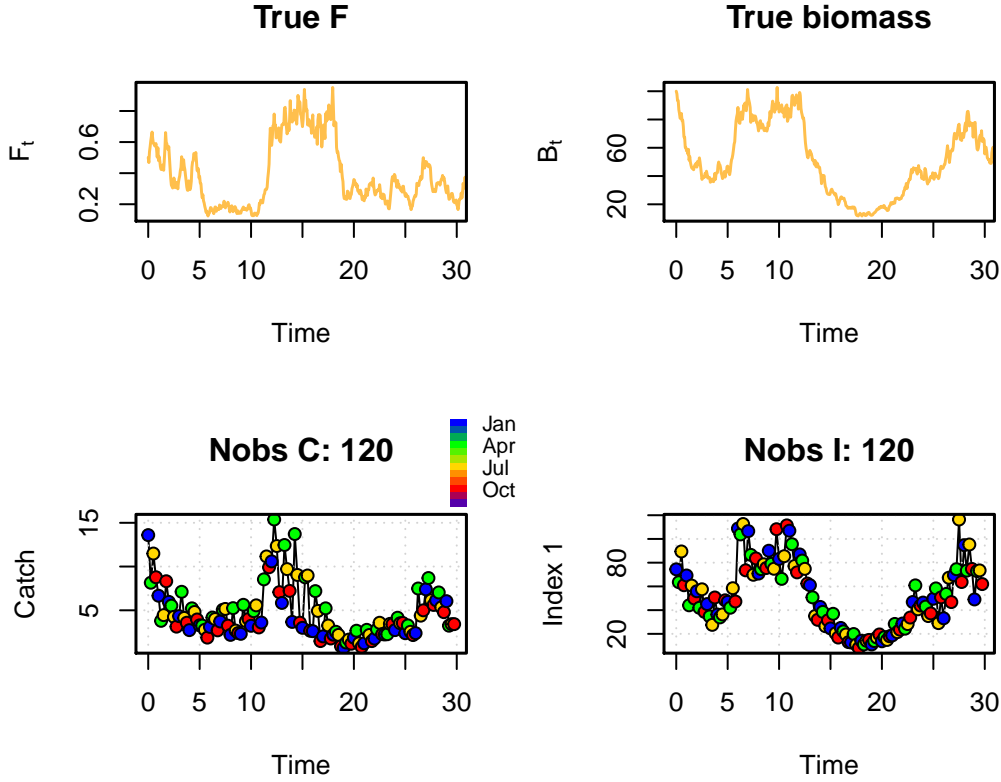 True F
True biomass
F_t
0.2
0.6
0 5 10 20 30
Time
B_t
20
60
0 5 10 20 30
Time
Nobs C: 120
Jan
Apr
Jul
Oct
Nobs I: 120
Catch
5
15
0 5 10 20 30
Time
Index 1
20
80
0 5 10 20 30
Time